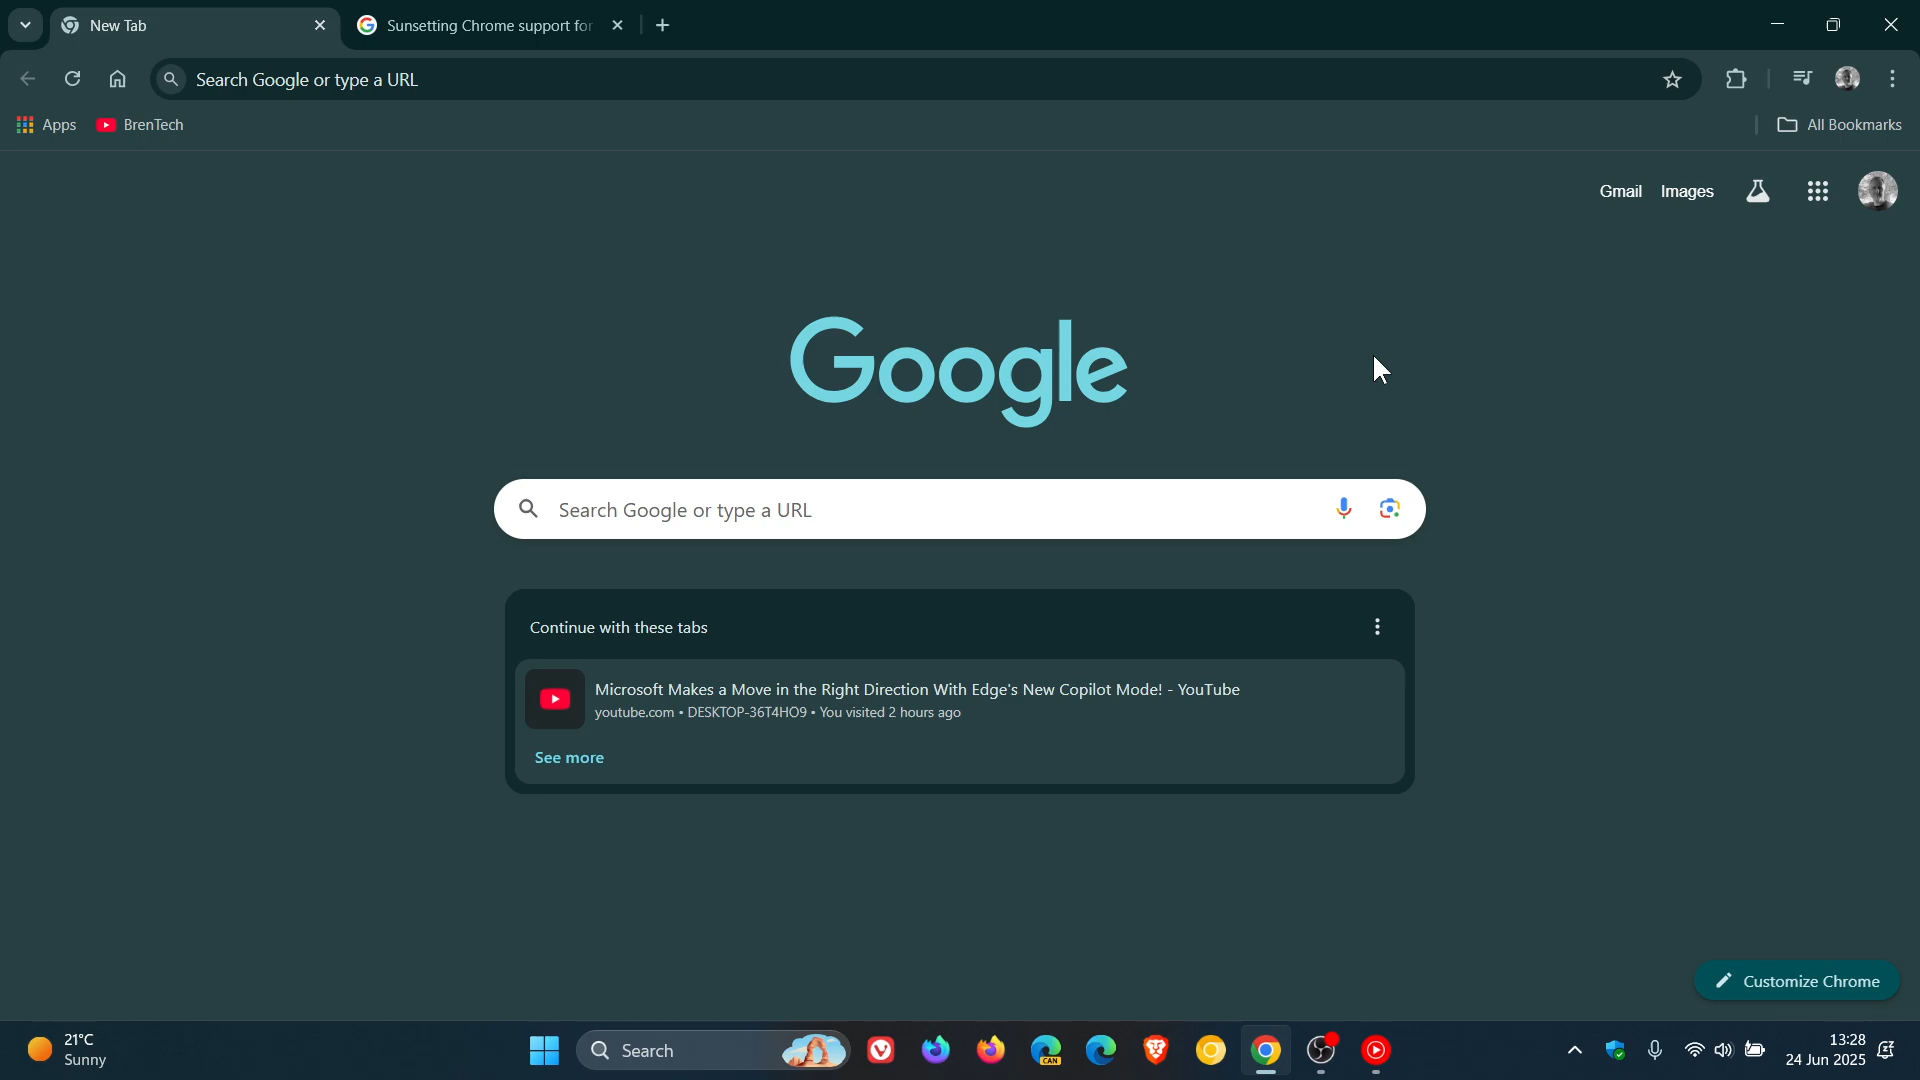 New Tab
Sunsetting Chrome support for
Search Google or type a URL
Apps
BrenTech
All Bookmarks
Gmail
Images
Google
Search Google or type a URL
Continue with these tabs
Microsoft Makes a Move in the Right Direction With Edge's New Copilot Mode! - YouTube
youtube.com • DESKTOP-36T4HO9 • You visited 2 hours ago
See more
Customize Chrome
21°C
Sunny
Search
CAN
13:28
24 Jun 2025